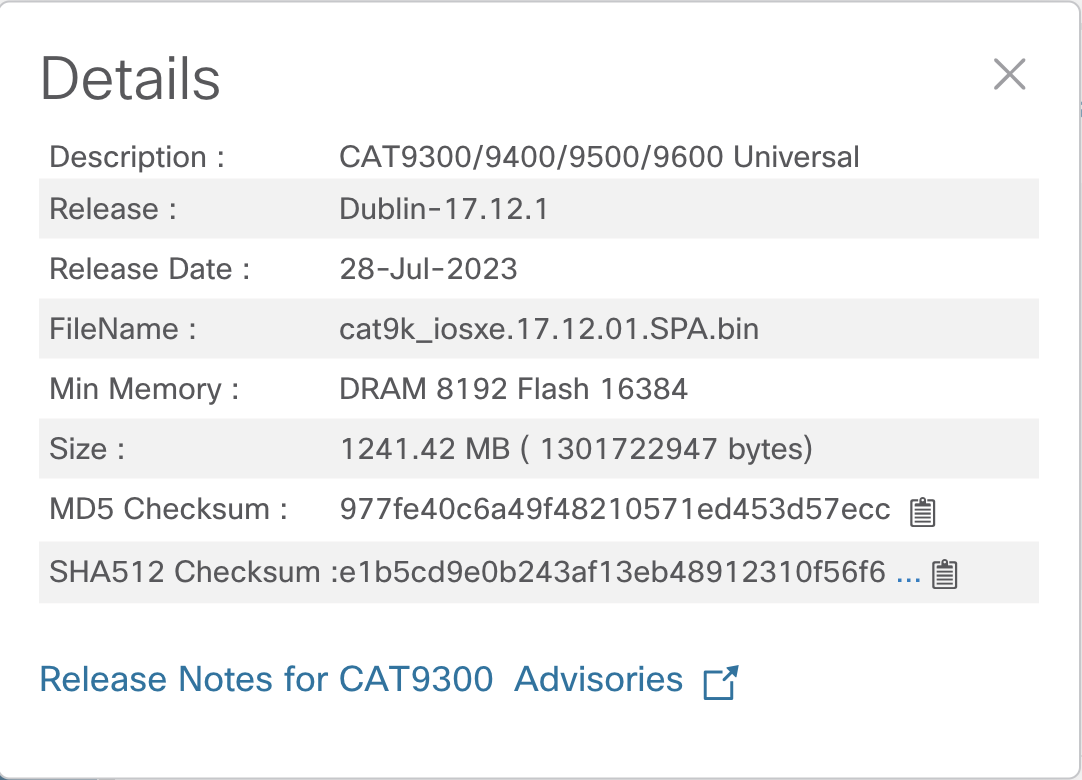 Details
Description : CAT9300/9400/9500/9600 Universal
Release : Dublin-17.12.1
Release Date : 28-Jul-2023
FileName : cat9k_iosxe.17.12.01.SPA.bin
Min Memory : DRAM 8192 Flash 16384
Size : 1241.42 MB ( 1301722947 bytes)
MD5 Checksum : 977fe40c6a49f48210571ed453d57ecc
SHA512 Checksum :e1b5cd9e0b243af13eb48912310f56f6 ...
Release Notes for CAT9300 Advisories